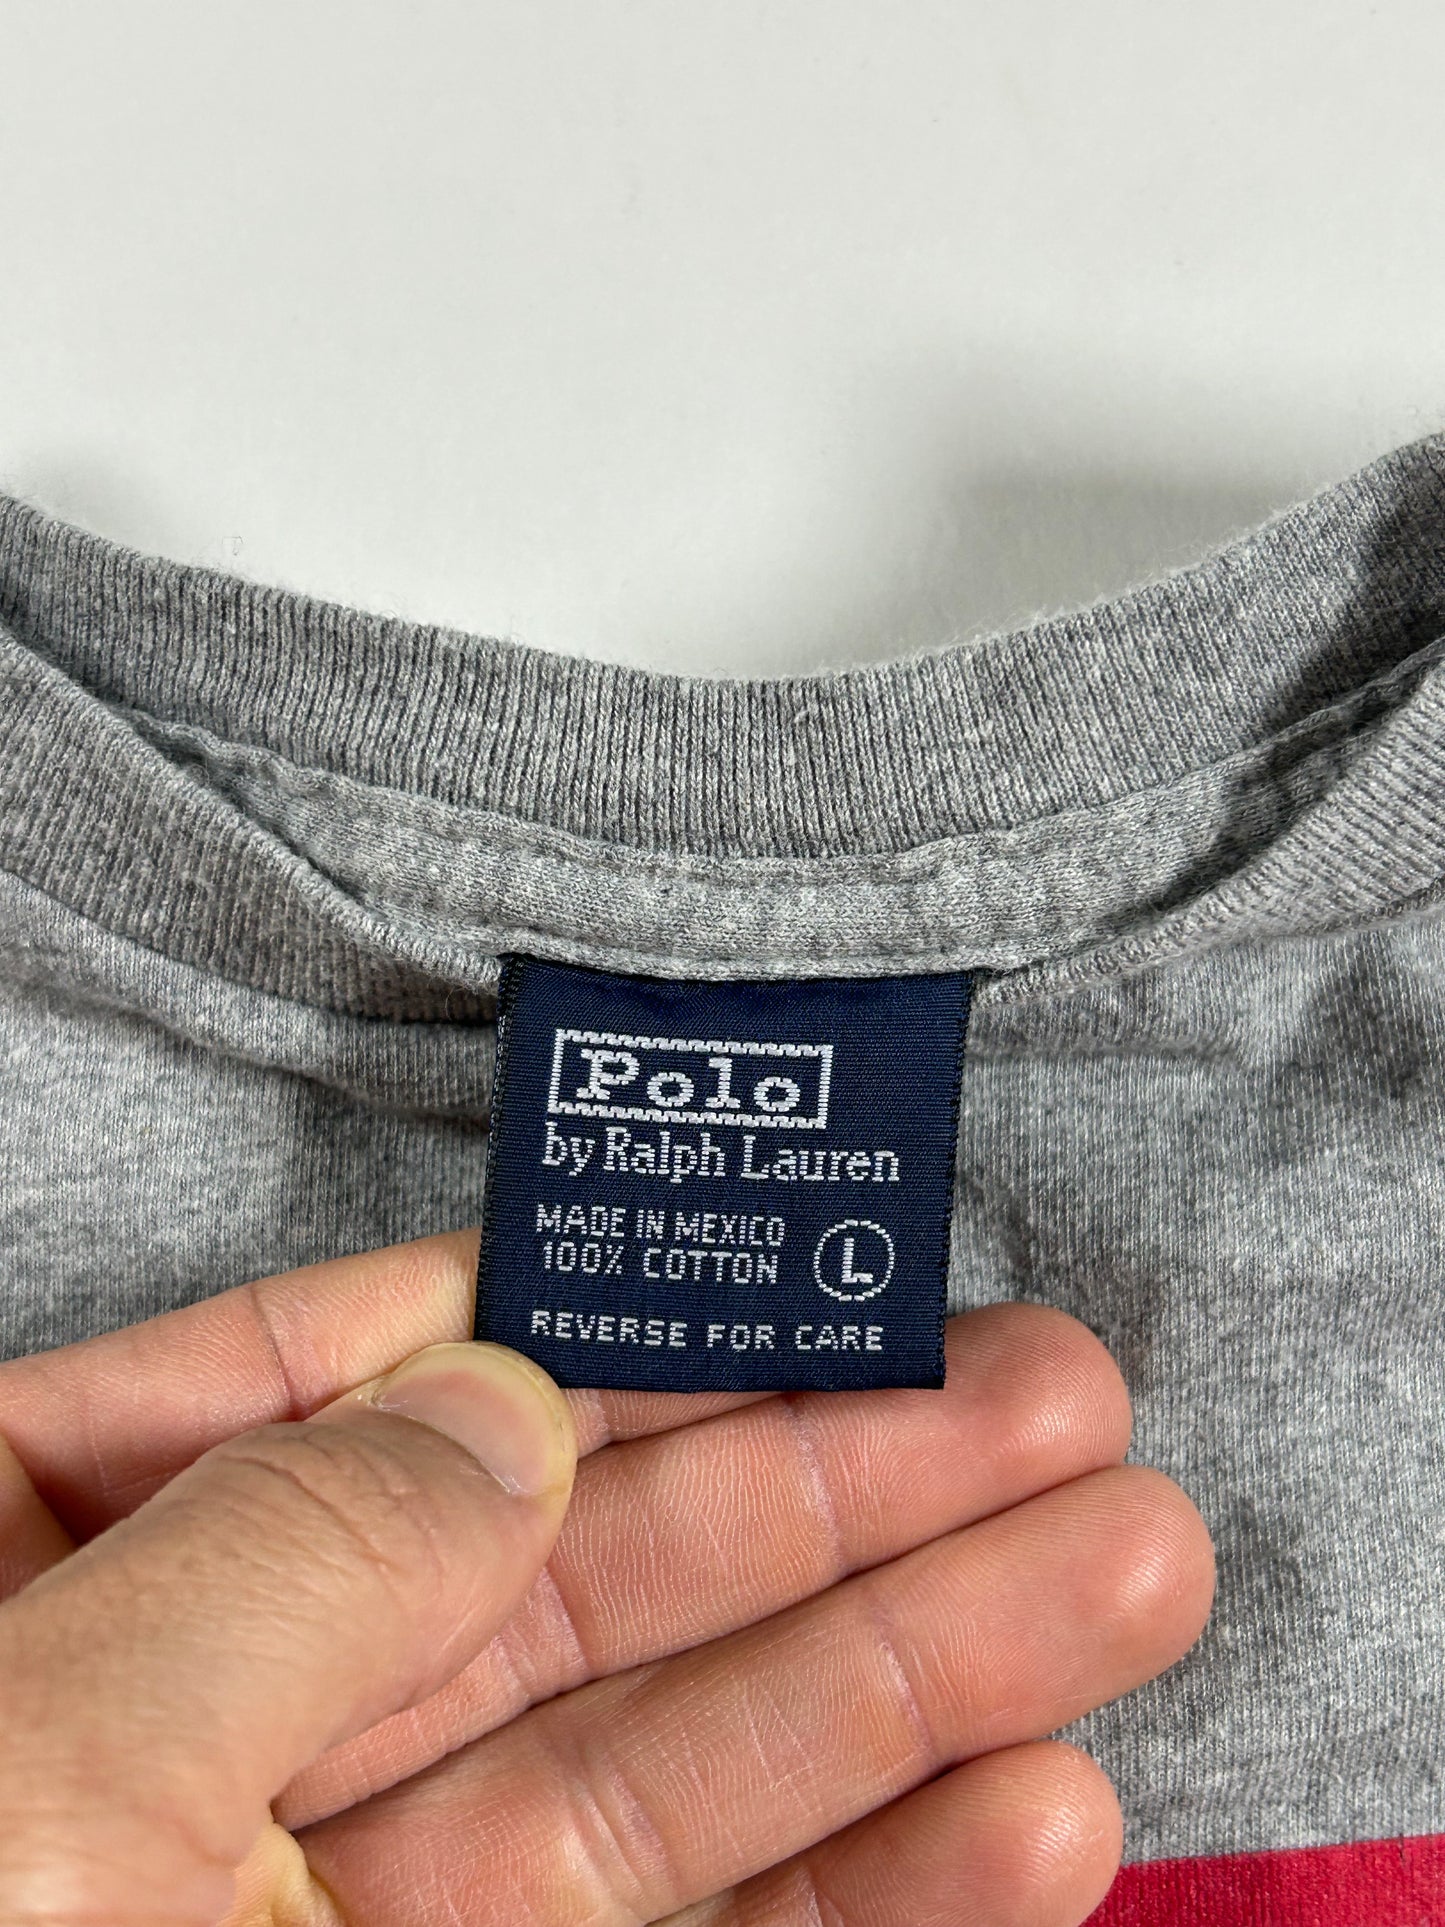 Polo
by Ralph Lauren
MADE IN MEXICO
100% COTTON
L
REVERSE FOR CARE